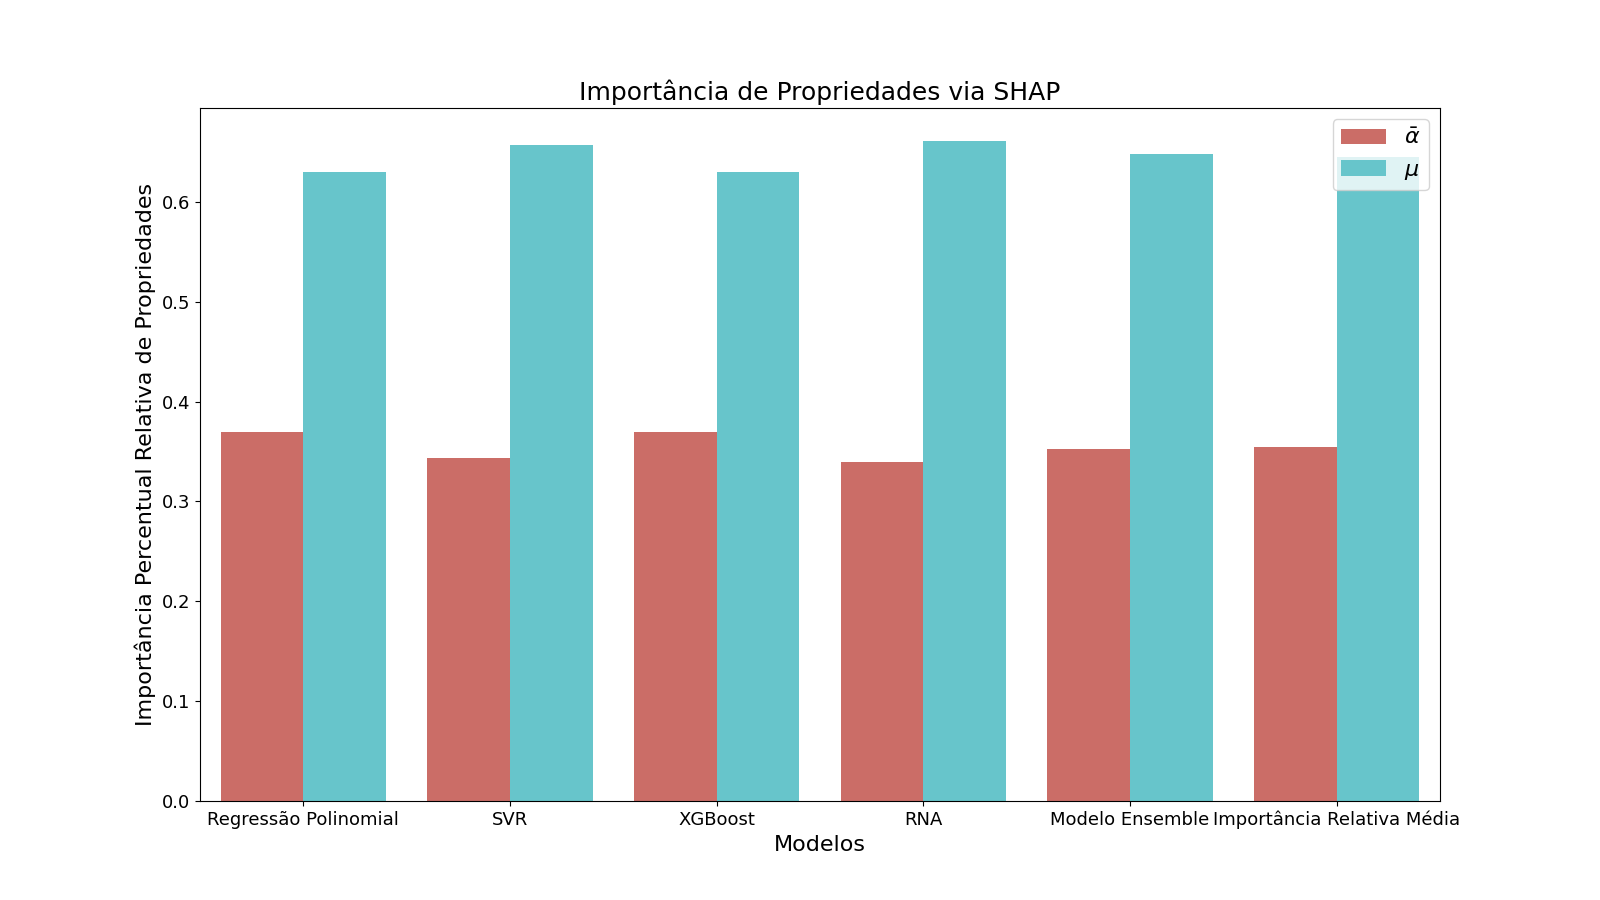 Importância de Propriedades via SHAP
ᾱ
μ
Importância Percentual Relativa de Propriedades
0.6
0.5
0.4
0.3
0.2
0.1
0.0
Regressão Polinomial SVR XGBoost RNA Modelo Ensemble Importância Relativa Média
Modelos